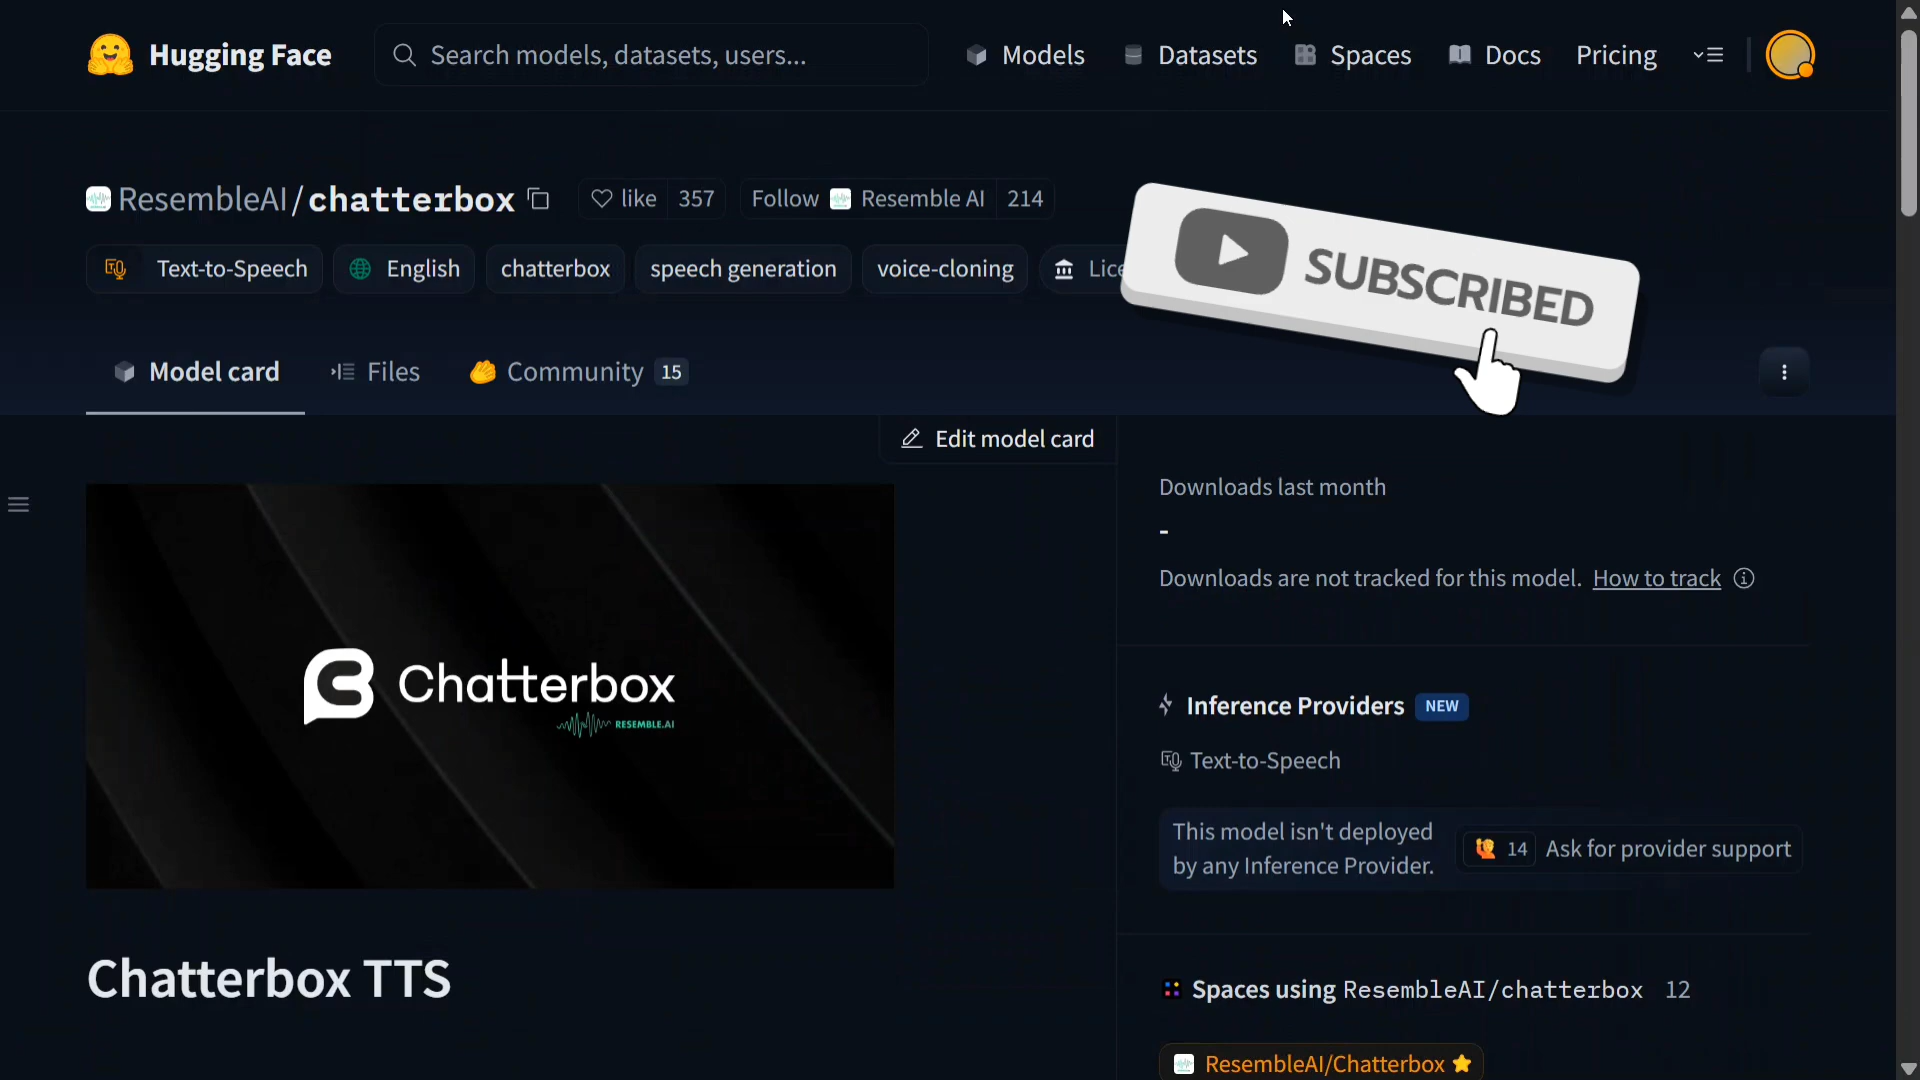 Hugging Face
Search models, datasets, users...
Models
Datasets
Spaces
Docs
Pricing
ResembleAI/chatterbox
like 357
Follow Resemble AI 214
Text-to-Speech
English
chatterbox
speech generation
voice-cloning
SUBSCRIBED
Model card
Files
Community 15
Edit model card
Downloads last month
-
Downloads are not tracked for this model. How to track
Chatterbox
RESEMBLE.AI
Inference Providers NEW
Text-to-Speech
This model isn't deployed
by any Inference Provider.
14 Ask for provider support
Chatterbox TTS
Spaces using ResembleAI/chatterbox 12
ResembleAI/Chatterbox